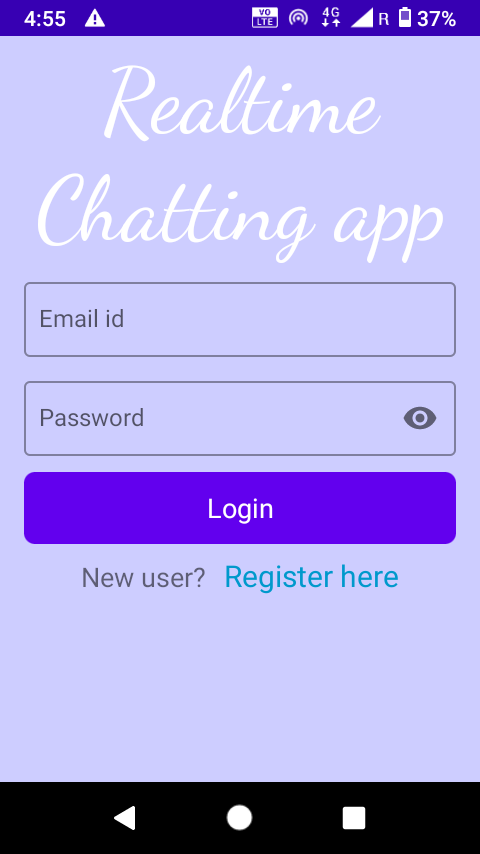 4:55 VO LTE 4G R 37%
Realtime
Chatting app
Email id
Password
Login
New user? Register here